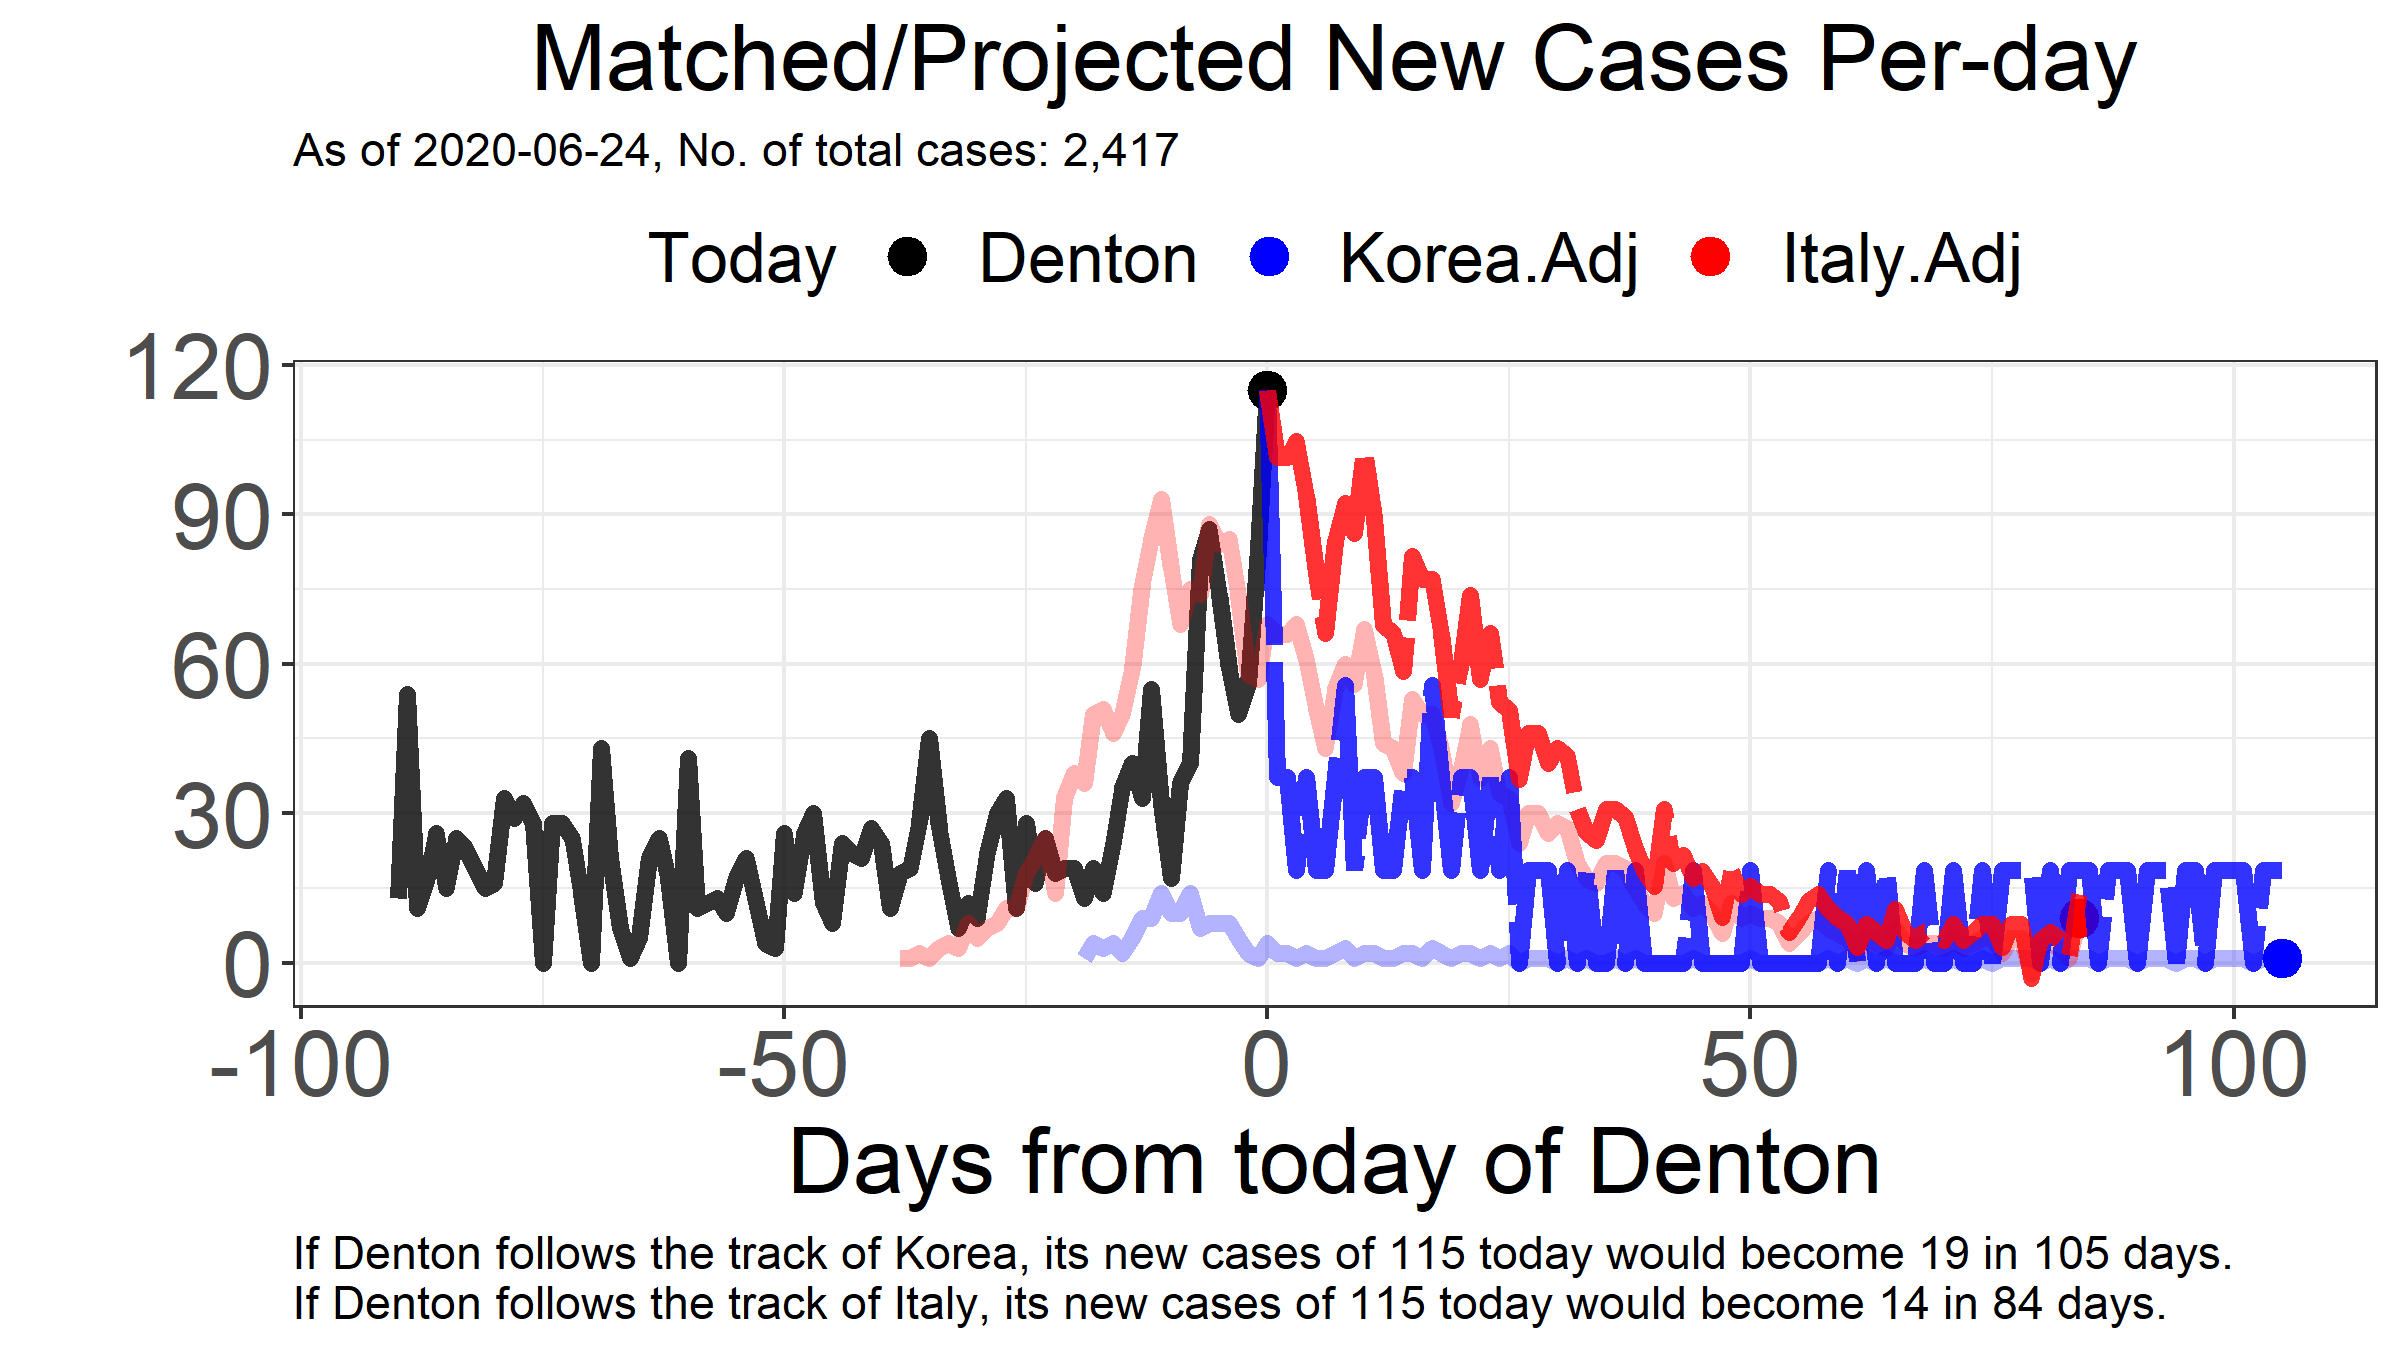 Matched/Projected New Cases Per-day
As of 2020-06-24, No. of total cases: 2,417
Today Denton Korea.Adj Italy.Adj
120
90
60
30
0
-100 -50 0 50 100
Days from today of Denton
If Denton follows the track of Korea, its new cases of 115 today would become 19 in 105 days.
If Denton follows the track of Italy, its new cases of 115 today would become 14 in 84 days.